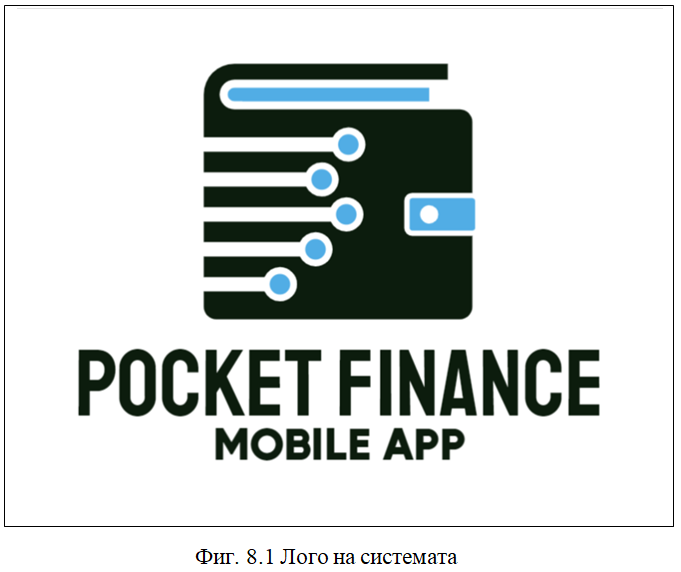 POCKET FINANCE
MOBILE APP
Фиг. 8.1 Лого на системата